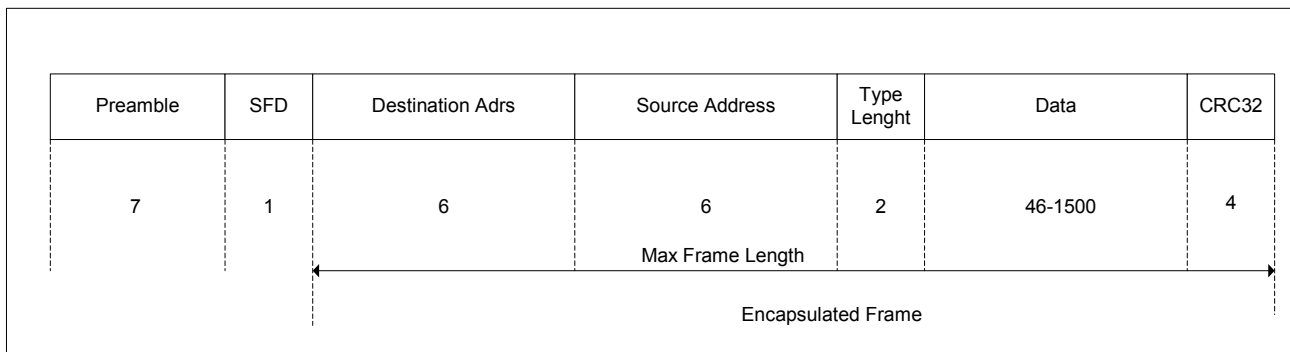 Preamble SFD Destination Adrs Source Address Type Lenght Data CRC32
7 1 6 6 2 46-1500 4
Max Frame Length
Encapsulated Frame